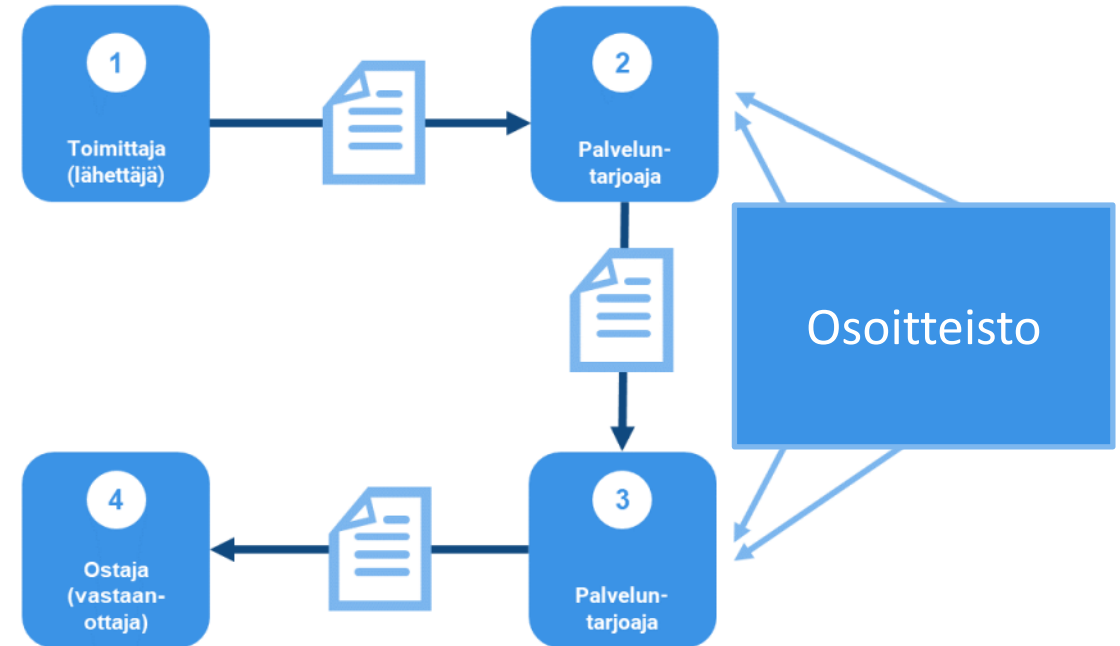 1
Toimittaja
(lähettäjä)
2
Palvelun-
tarjoaja
Osoitteisto
3
Palvelun-
tarjoaja
4
Ostaja
(vastaan-
ottaja)